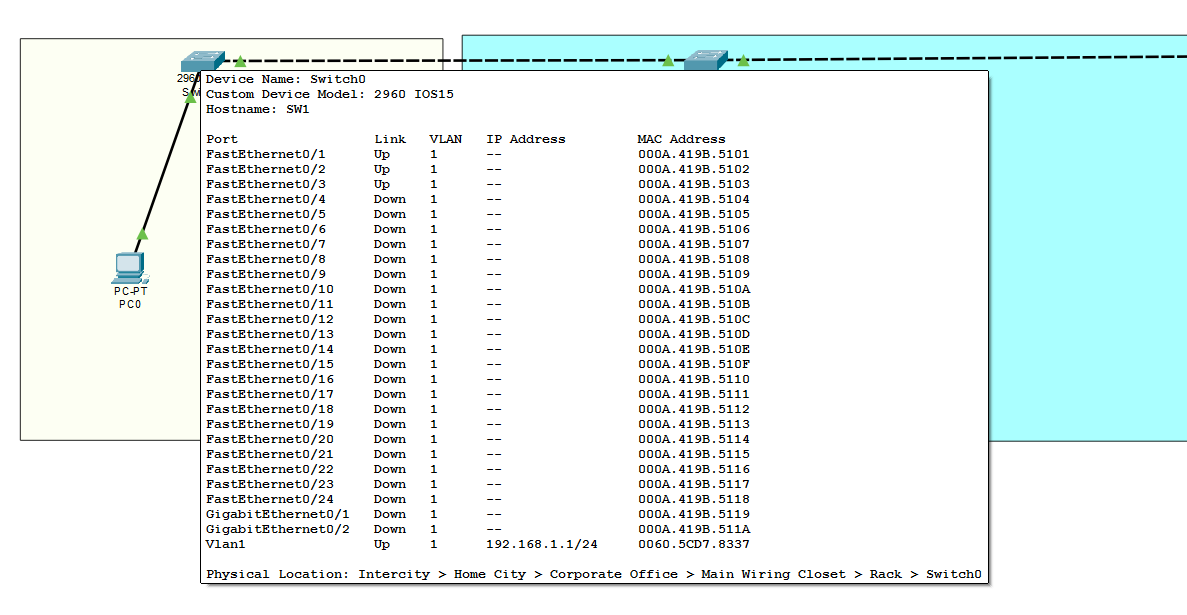 296
Sw
Device Name: Switch0
Custom Device Model: 2960 IOS15
Hostname: SW1
Port Link VLAN IP Address MAC Address
FastEthernet0/1 Up 1 -- 000A.419B.5101
FastEthernet0/2 Up 1 -- 000A.419B.5102
FastEthernet0/3 Up 1 -- 000A.419B.5103
FastEthernet0/4 Down 1 -- 000A.419B.5104
FastEthernet0/5 Down 1 -- 000A.419B.5105
FastEthernet0/6 Down 1 -- 000A.419B.5106
FastEthernet0/7 Down 1 -- 000A.419B.5107
FastEthernet0/8 Down 1 -- 000A.419B.5108
FastEthernet0/9 Down 1 -- 000A.419B.5109
FastEthernet0/10 Down 1 -- 000A.419B.510A
FastEthernet0/11 Down 1 -- 000A.419B.510B
FastEthernet0/12 Down 1 -- 000A.419B.510C
FastEthernet0/13 Down 1 -- 000A.419B.510D
FastEthernet0/14 Down 1 -- 000A.419B.510E
FastEthernet0/15 Down 1 -- 000A.419B.510F
FastEthernet0/16 Down 1 -- 000A.419B.5110
FastEthernet0/17 Down 1 -- 000A.419B.5111
FastEthernet0/18 Down 1 -- 000A.419B.5112
FastEthernet0/19 Down 1 -- 000A.419B.5113
FastEthernet0/20 Down 1 -- 000A.419B.5114
FastEthernet0/21 Down 1 -- 000A.419B.5115
FastEthernet0/22 Down 1 -- 000A.419B.5116
FastEthernet0/23 Down 1 -- 000A.419B.5117
FastEthernet0/24 Down 1 -- 000A.419B.5118
GigabitEthernet0/1 Down 1 -- 000A.419B.5119
GigabitEthernet0/2 Down 1 -- 000A.419B.511A
Vlan1 Up 1 192.168.1.1/24 0060.5CD7.8337
Physical Location: Intercity > Home City > Corporate Office > Main Wiring Closet > Rack > Switch0
PC-PT
PC0